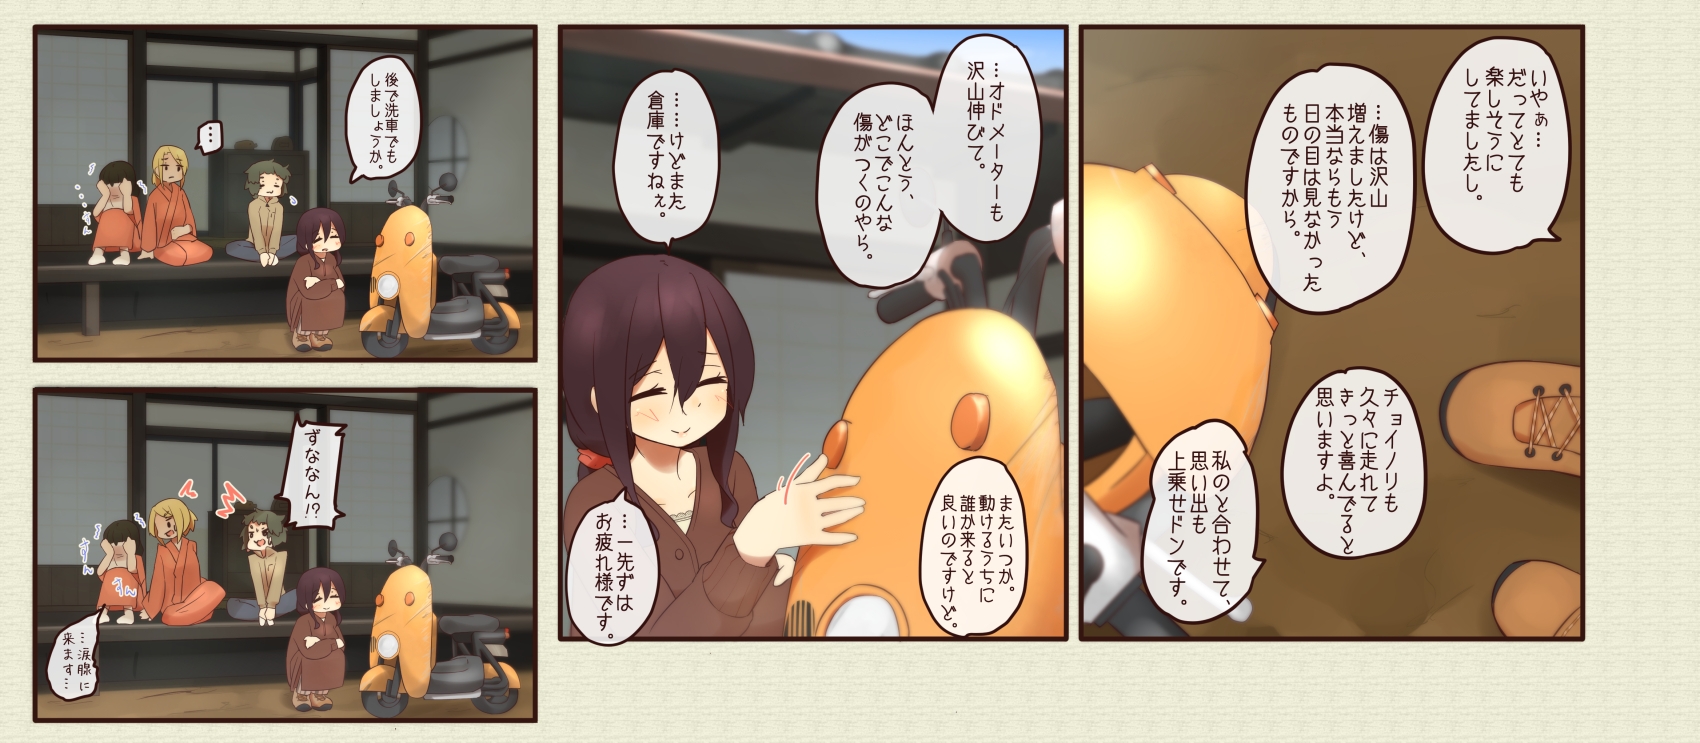 いやぁ…
だってとても
楽しそうに
してましたし。
…傷は沢山
増えましたけど、
本当ならもう
日の目は見なかった
ものですから。
チョイノリも
久々に走れて
きっと喜んでると
思いますよ。
私のと合わせて、
思い出も
上乗せドンです。
…オドメーターも
沢山伸びて。
ほんとう、
どこでこんな
傷がつくのやら。
……けどまた
倉庫ですねぇ。
またいつか。
動けるうちに
誰か来ると
良いのですけど。
…一先ずは
お疲れ様です。
後で洗車でも
しましょうか。
…
うん
ずななん!?
うん
うん
…涙腺に
来ます…